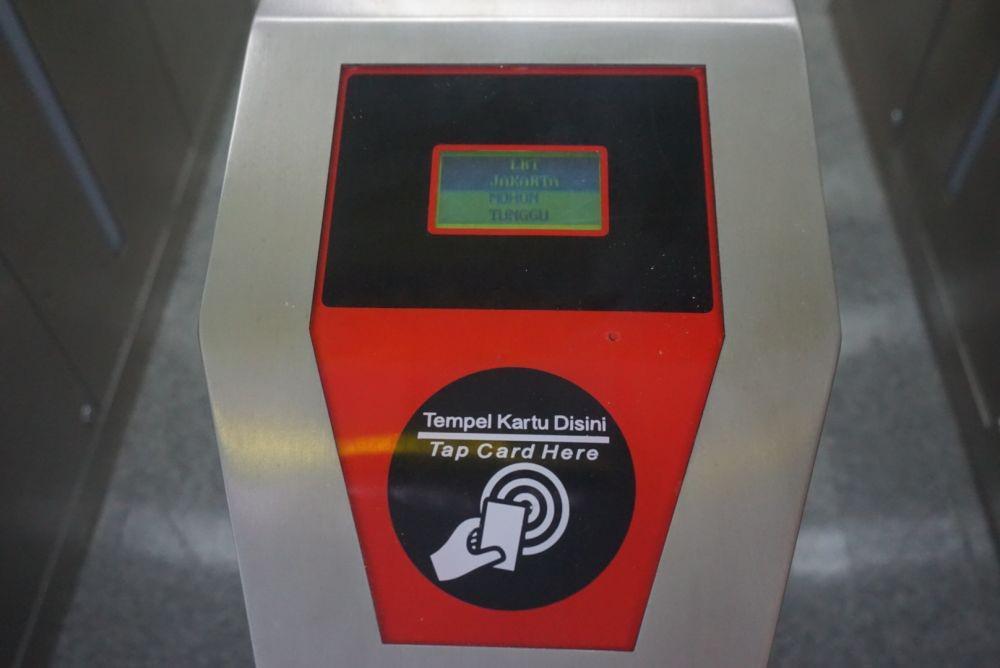 LRT
JAKARTA
MOHON
TUNGGU
Tempel Kartu Disini
Tap Card Here